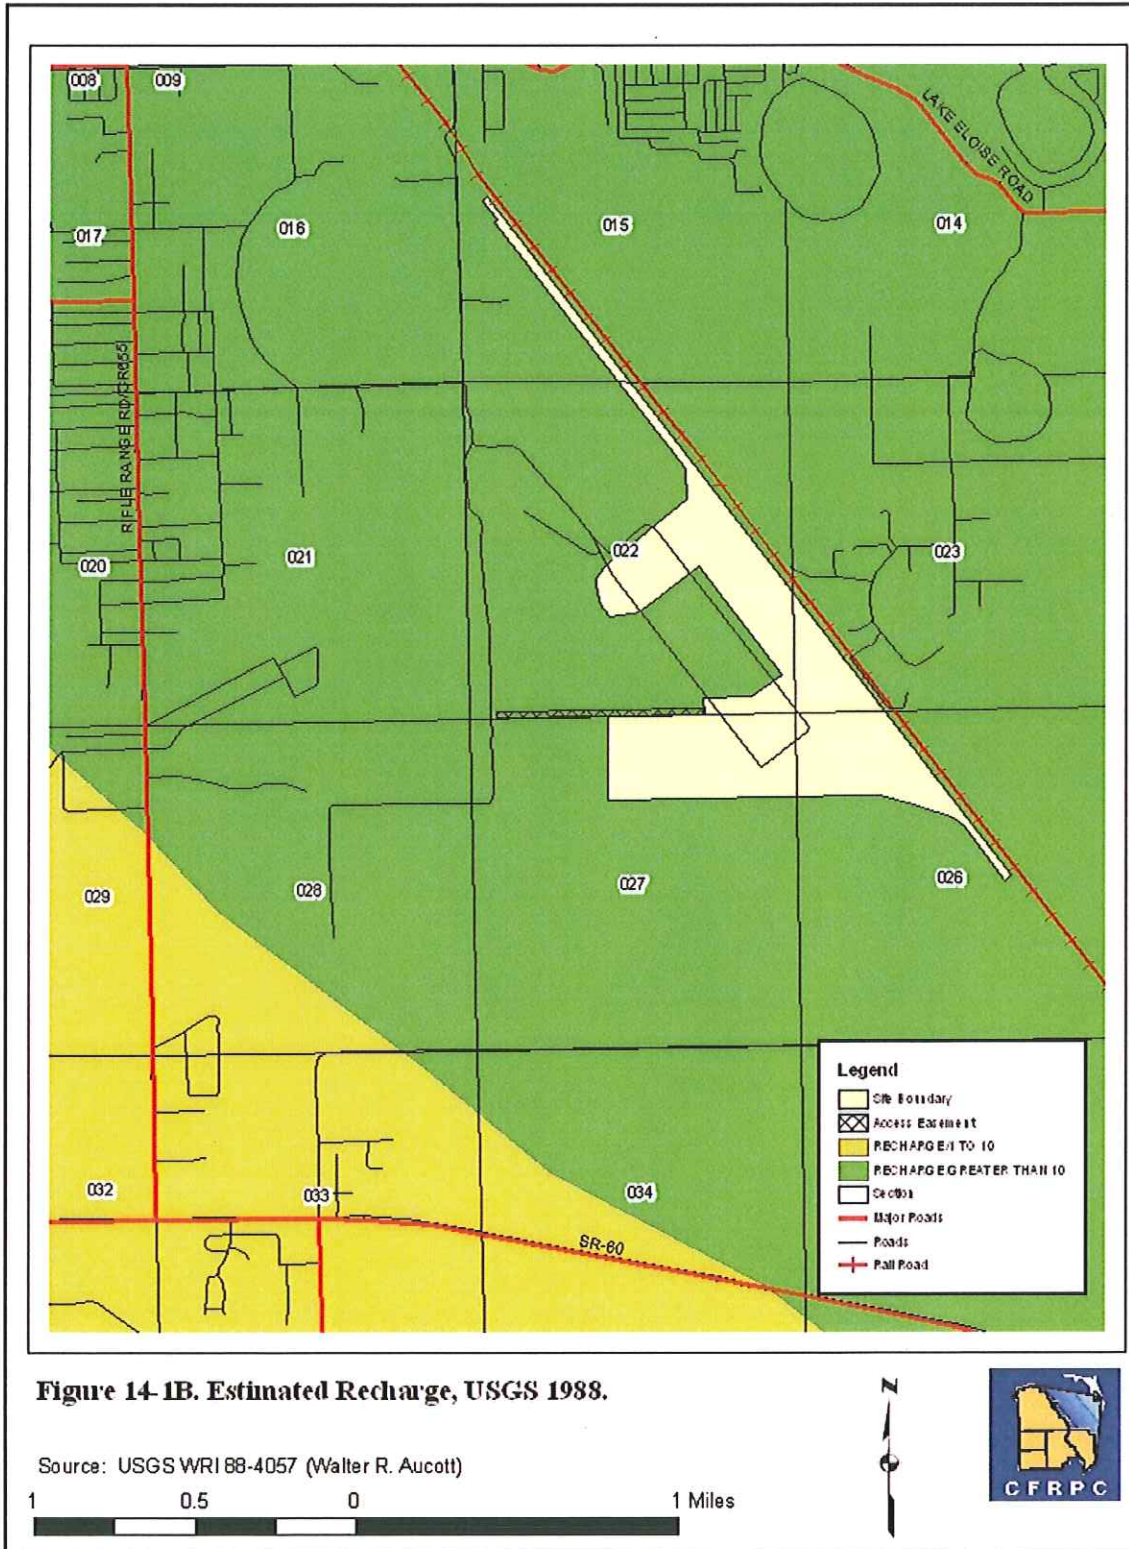 008
009
LAKE ELOISE ROAD
017
016
015
014
RIFLE RANGE RD/CR655
020
021
022
023
029
028
027
026
032
033
034
SR-60
Legend
Site Boundary
Access Easement
RECHARGE/1 TO 10
RECHARGE/GREATER THAN 10
Section
Major Roads
Roads
Rail Road
Figure 14-1B. Estimated Recharge, USGS 1988.
Source: USGS WRI 88-4057 (Walter R. Aucott)
1 0.5 0 1 Miles
N
CFRPC